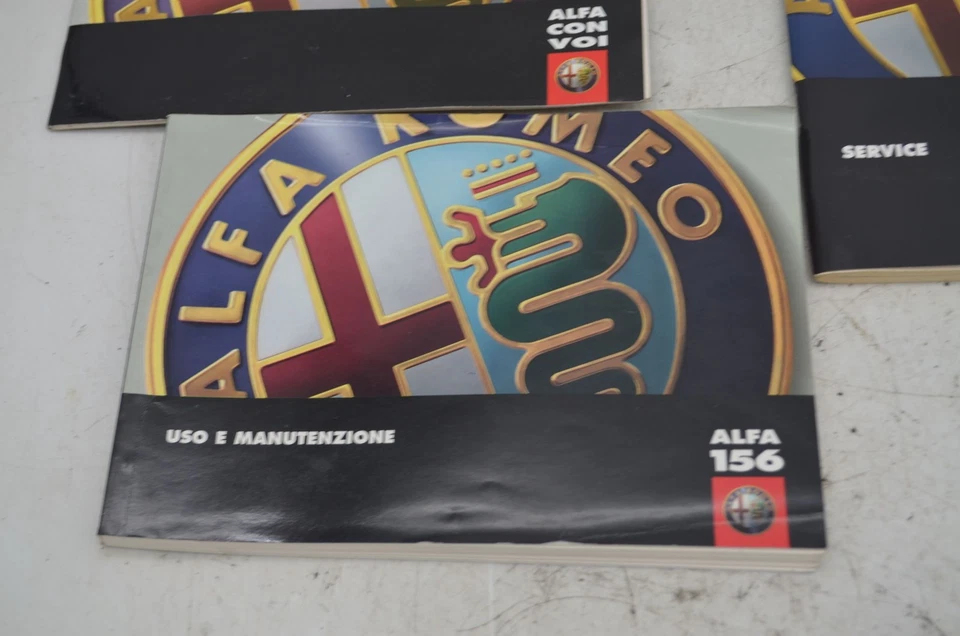 ALFA
CON
VOI
SERVICE
ALFA ROMEO
USO E MANUTENZIONE
ALFA
156